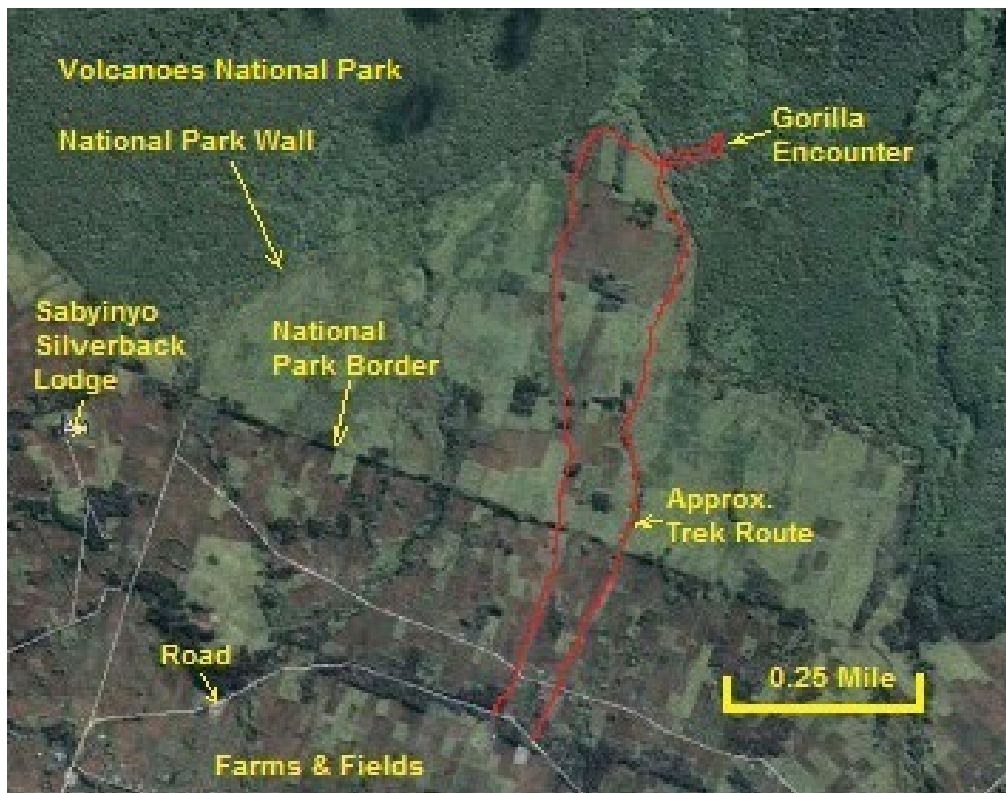 Volcanoes National Park
National Park Wall
Gorilla
Encounter
Sabyinyo
Silverback
Lodge
National
Park Border
Approx.
Trek Route
Road
0.25 Mile
Farms & Fields